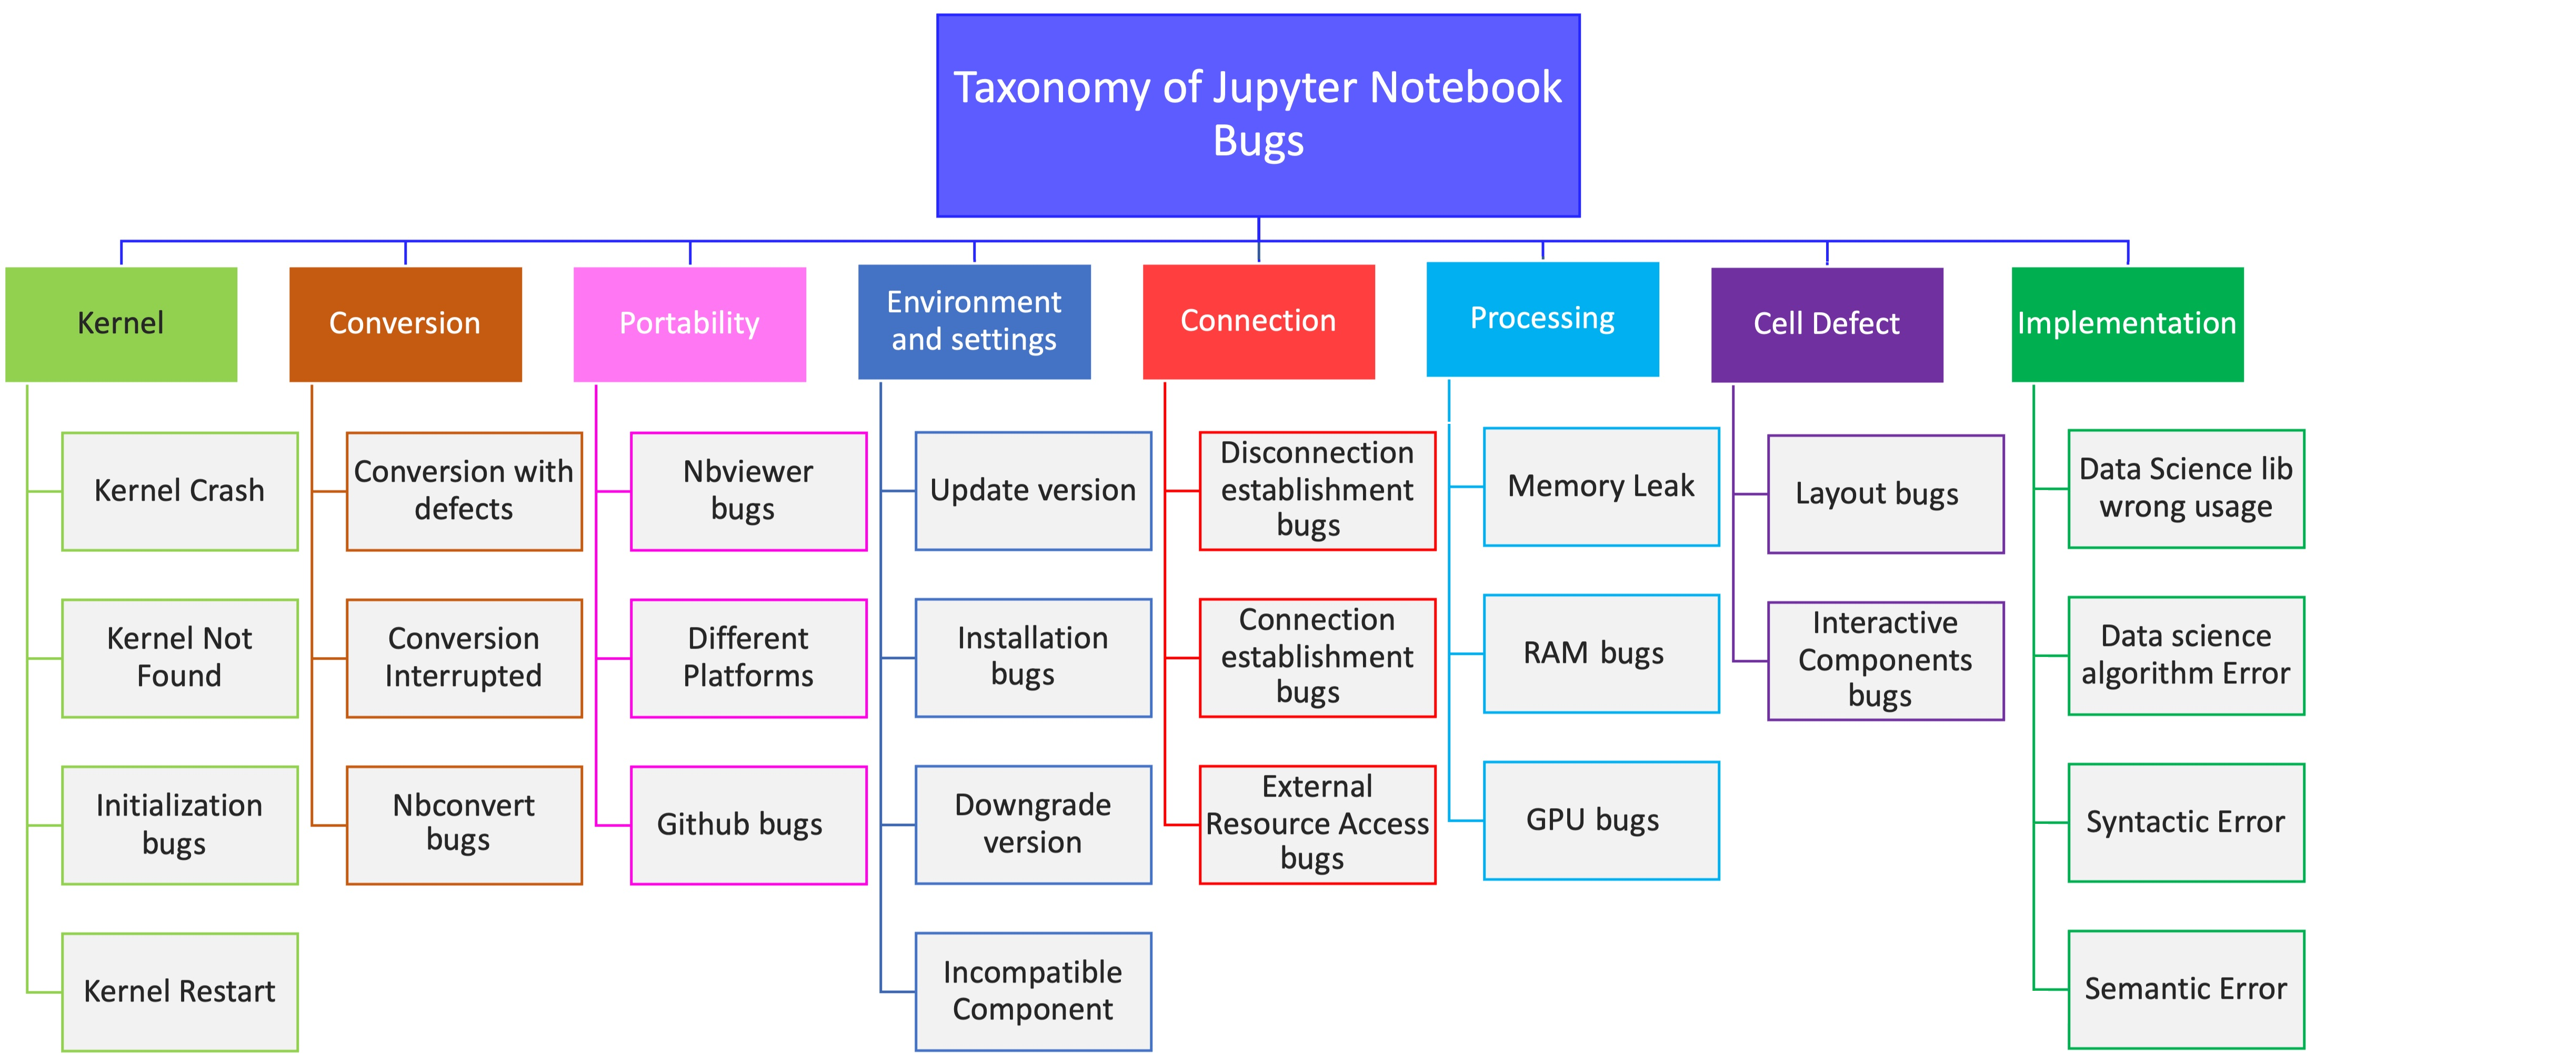 Taxonomy of Jupyter Notebook
Bugs
Kernel
Conversion
Portability
Environment
and settings
Connection
Processing
Cell Defect
Implementation
Kernel Crash
Kernel Not
Found
Initialization
bugs
Kernel Restart
Conversion with
defects
Conversion
Interrupted
Nbconvert
bugs
Nbviewer
bugs
Different
Platforms
Github bugs
Update version
Installation
bugs
Downgrade
version
Incompatible
Component
Disconnection
establishment
bugs
Connection
establishment
bugs
External
Resource Access
bugs
Memory Leak
RAM bugs
GPU bugs
Layout bugs
Interactive
Components
bugs
Data Science lib
wrong usage
Data science
algorithm Error
Syntactic Error
Semantic Error